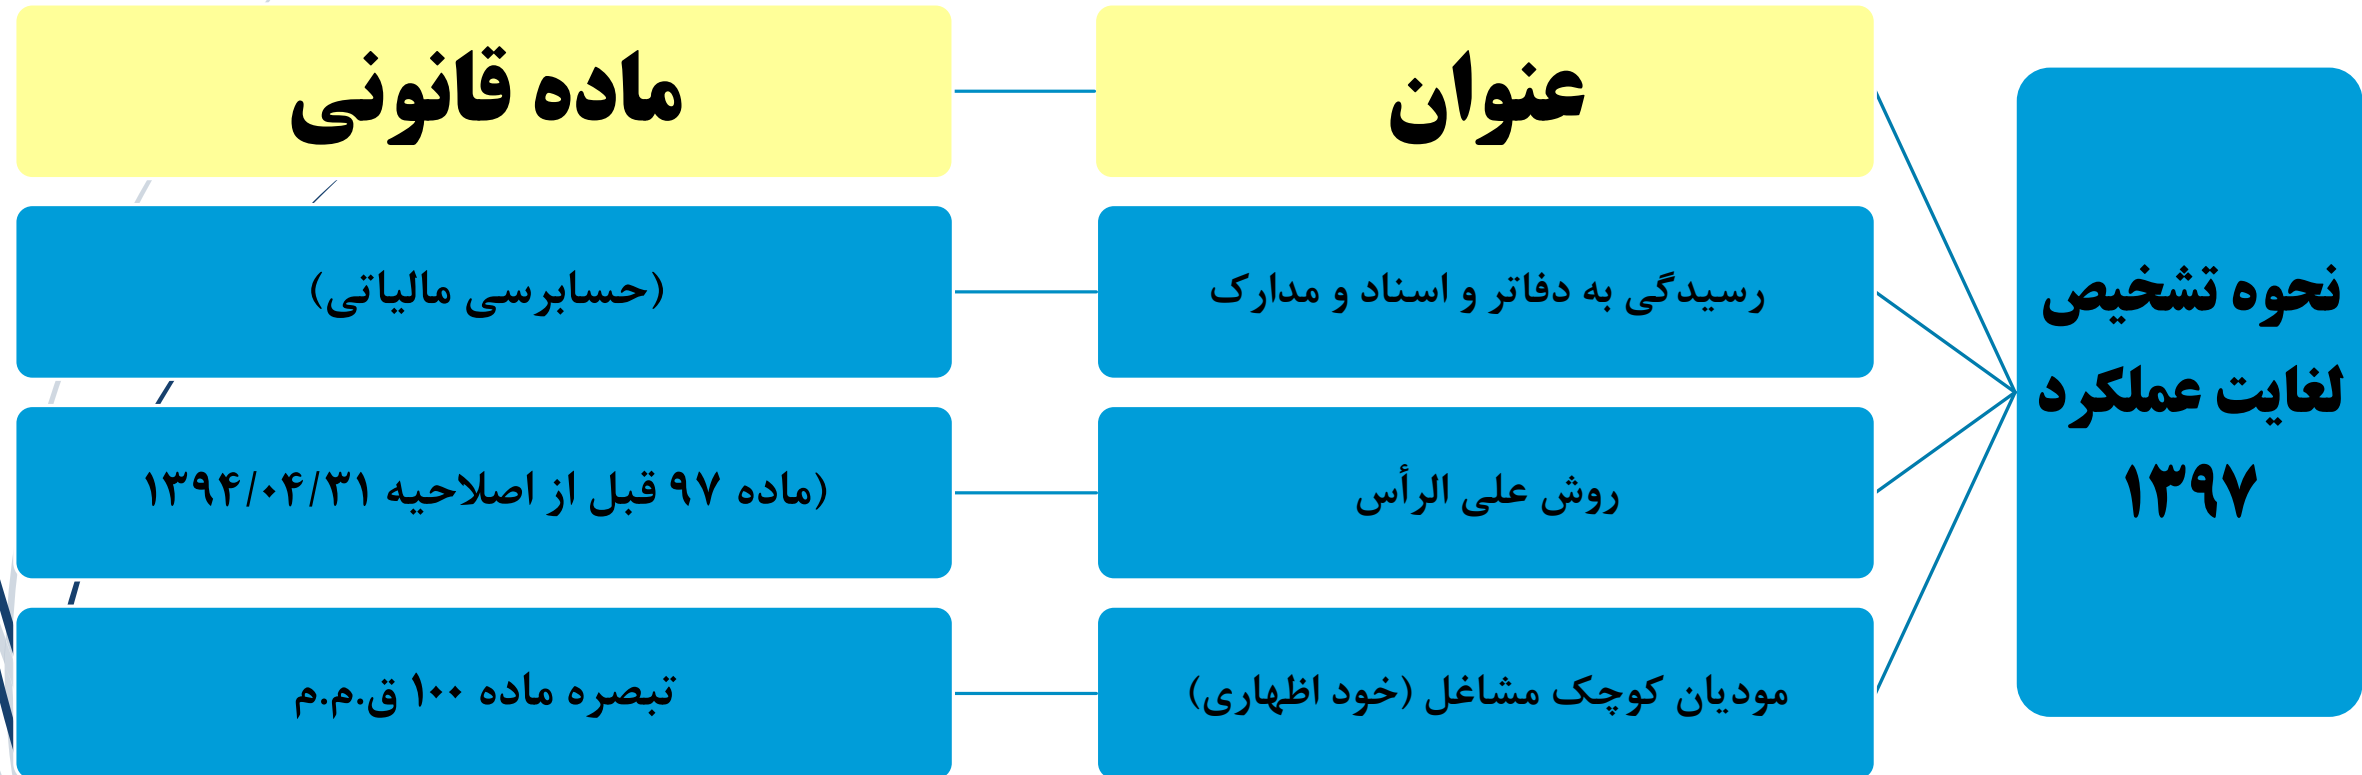 نحوه تشخیص
لغایت عملکرد
۱۳۹۷
عنوان
ماده قانونی
رسیدگی به دفاتر و اسناد و مدارک
(حسابرسی مالیاتی)
روش علی الرأس
(ماده ۹۷ قبل از اصلاحیه ۱۳۹۴/۰۴/۳۱
مودیان کوچک مشاغل (خود اظهاری)
تبصره ماده ۱۰۰ ق.م.م